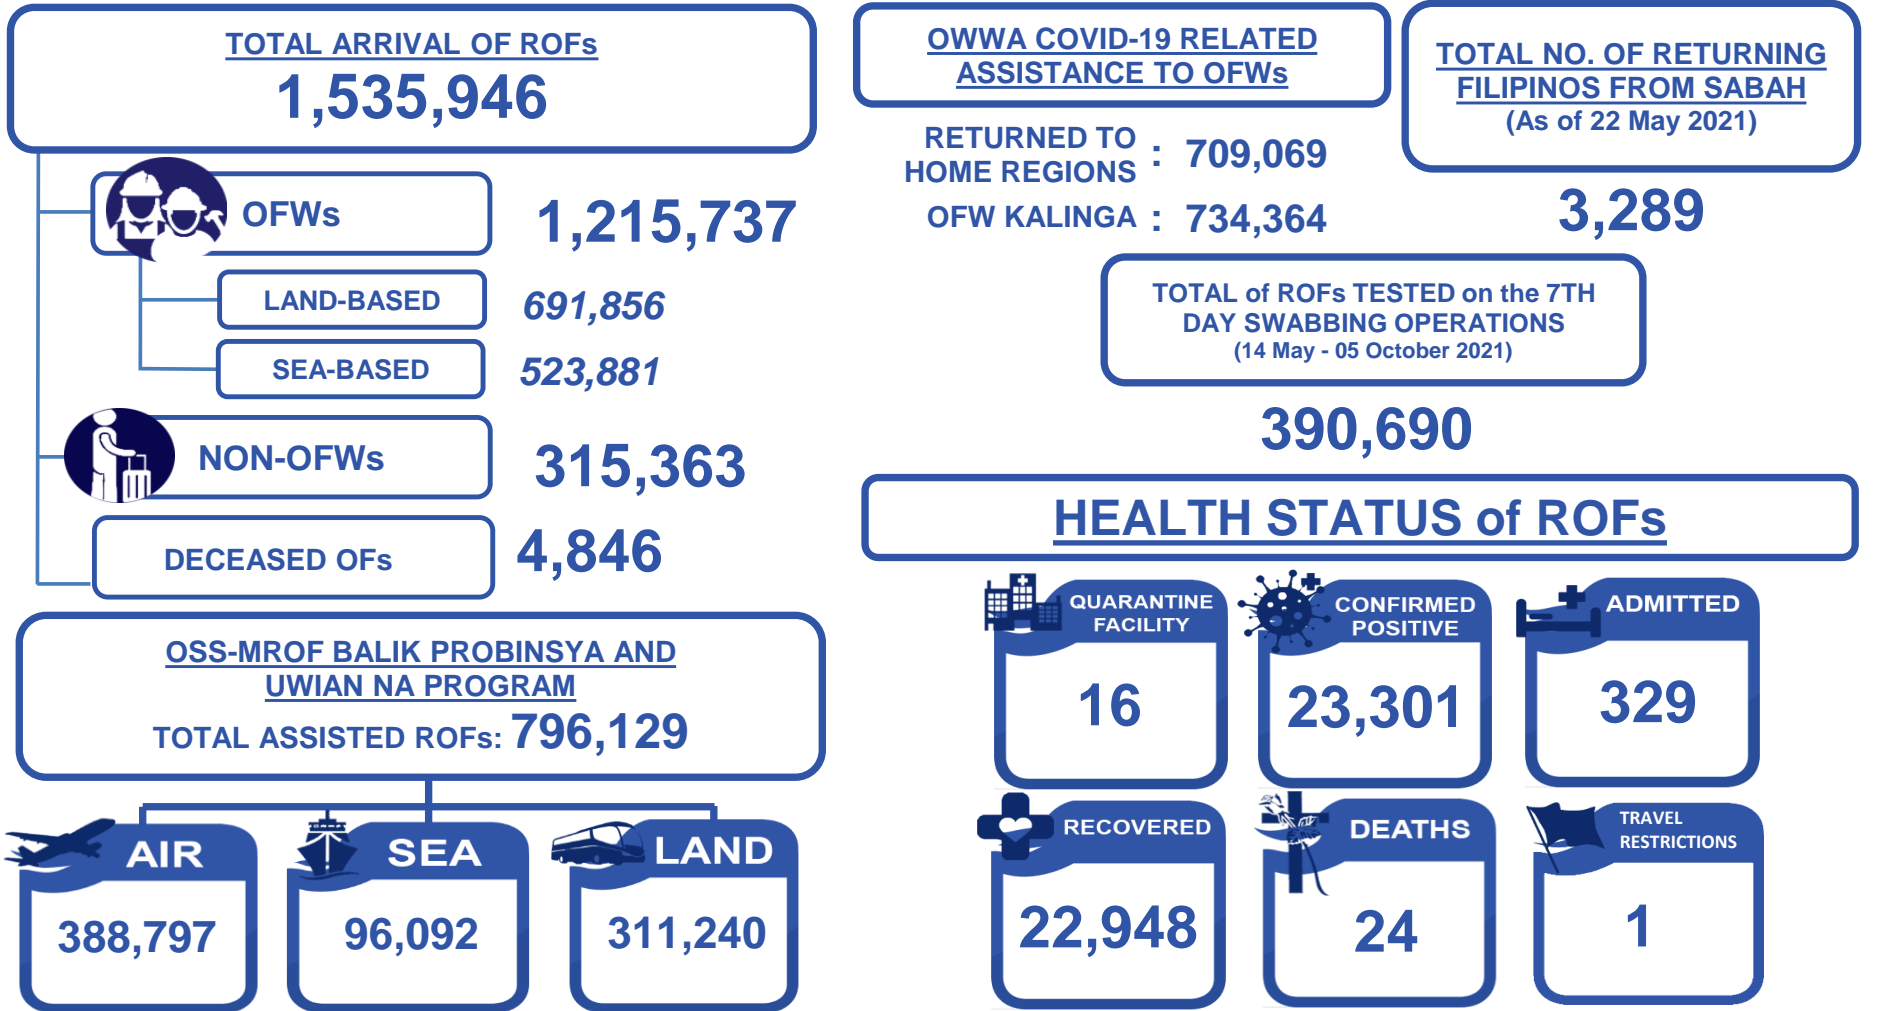 TOTAL ARRIVAL OF ROFs
1,535,946
OFWs
1,215,737
LAND-BASED
691,856
SEA-BASED
523,881
NON-OFWs
315,363
DECEASED OFs
4,846
OSS-MROF BALIK PROBINSYA AND
UWIAN NA PROGRAM
TOTAL ASSISTED ROFs: 796,129
AIR
388,797
SEA
96,092
LAND
311,240
OWWA COVID-19 RELATED
ASSISTANCE TO OFWs
RETURNED TO
HOME REGIONS : 709,069
OFW KALINGA : 734,364
TOTAL NO. OF RETURNING
FILIPINOS FROM SABAH
(As of 22 May 2021)
3,289
TOTAL of ROFs TESTED on the 7TH
DAY SWABBING OPERATIONS
(14 May - 05 October 2021)
390,690
HEALTH STATUS of ROFs
QUARANTINE
FACILITY
16
CONFIRMED
POSITIVE
23,301
ADMITTED
329
RECOVERED
22,948
DEATHS
24
TRAVEL
RESTRICTIONS
1